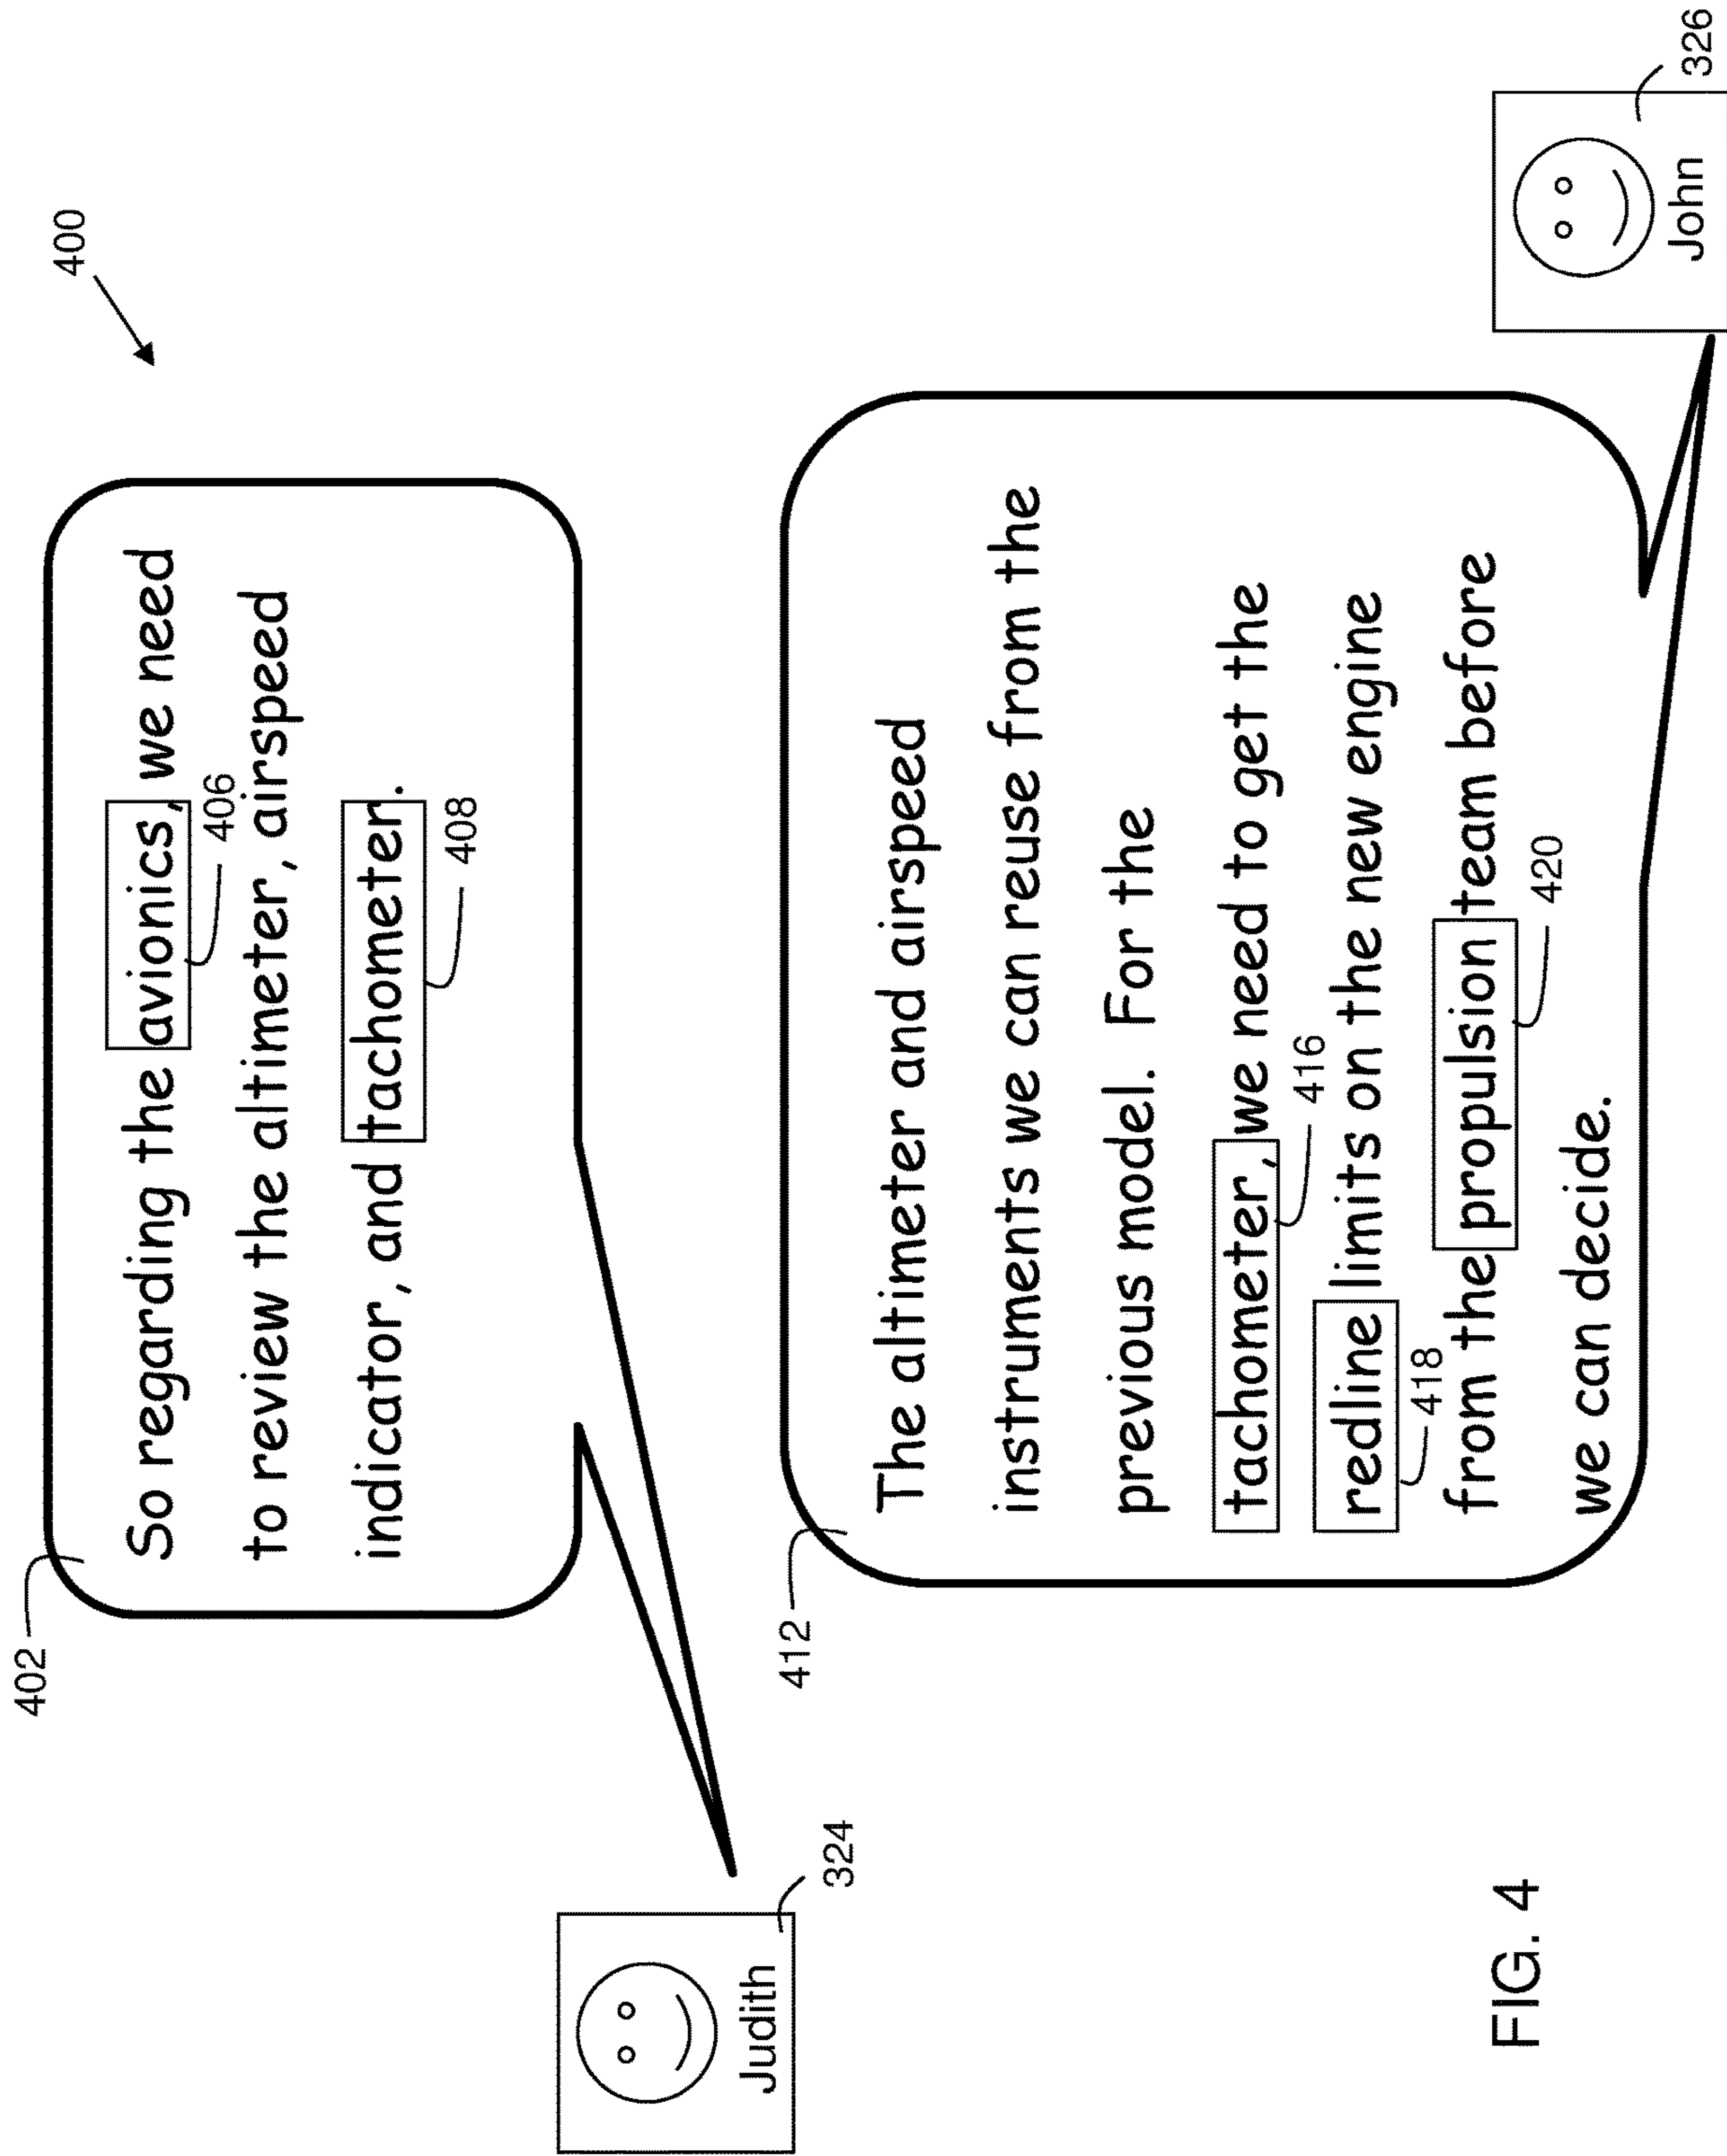 400
402
So regarding the avionics, we need
406
to review the altimeter, airspeed
indicator, and tachometer.
408
Judith
324
412
The altimeter and airspeed
instruments we can reuse from the
previous model. For the
tachometer, we need to get the
416
redline limits on the new engine
418
from the propulsion team before
420
we can decide.
John
326
FIG. 4